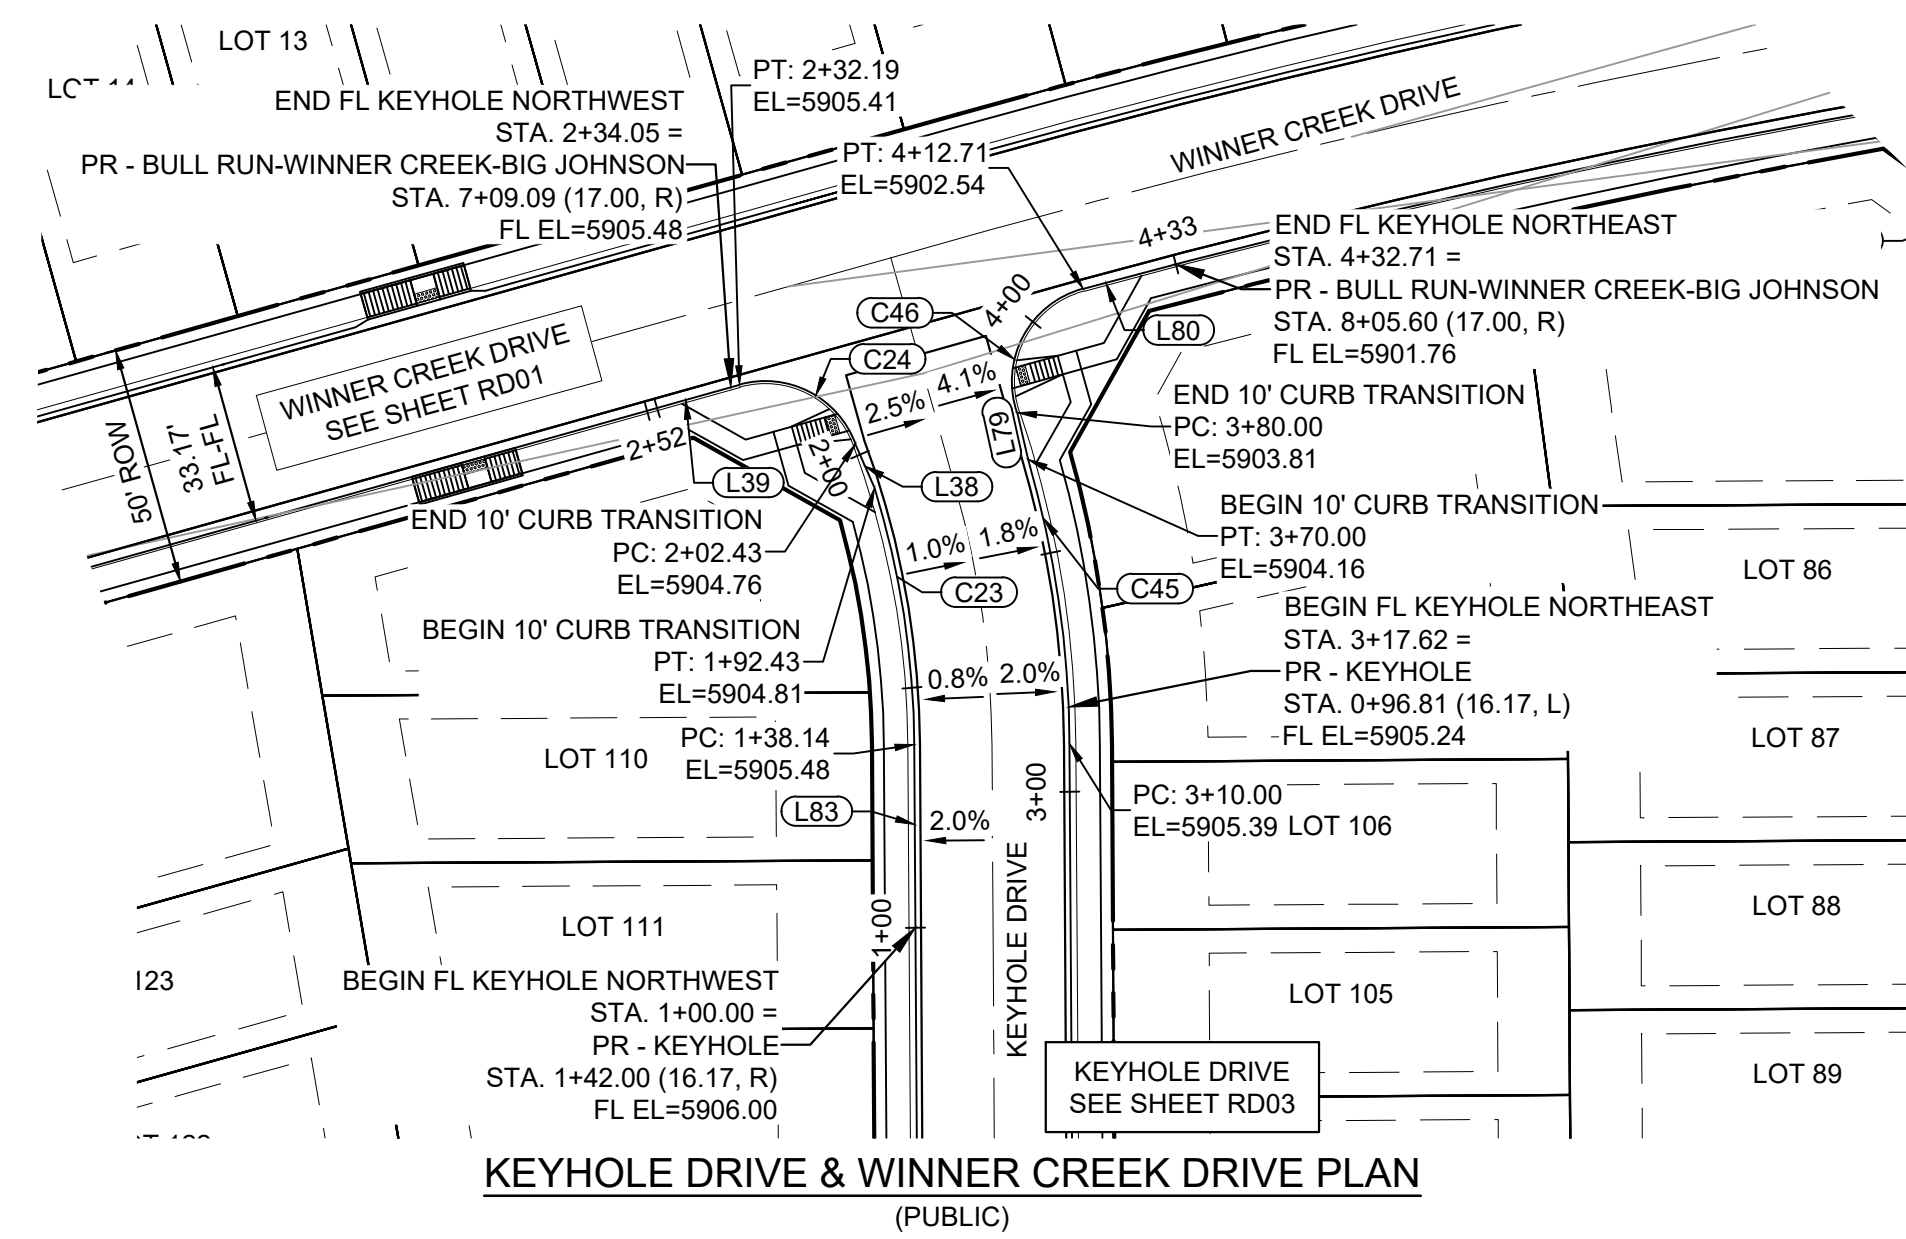 LOT 13
PT: 2+32.19
EL=5905.41
END FL KEYHOLE NORTHWEST
STA. 2+34.05 =
PR - BULL RUN-WINNER CREEK-BIG JOHNSON
STA. 7+09.09 (17.00, R)
FL EL=5905.48
PT: 4+12.71
EL=5902.54
WINNER CREEK DRIVE
4+33
END FL KEYHOLE NORTHEAST
STA. 4+32.71 =
PR - BULL RUN-WINNER CREEK-BIG JOHNSON
STA. 8+05.60 (17.00, R)
FL EL=5901.76
4+00
C46
L80
C24
WINNER CREEK DRIVE
SEE SHEET RD01
50' ROW
33.17'
FL-FL
2+52
2.5%
4.1%
L79
END 10' CURB TRANSITION
PC: 3+80.00
EL=5903.81
2+00
L39
L38
END 10' CURB TRANSITION
PC: 2+02.43
EL=5904.76
BEGIN 10' CURB TRANSITION
PT: 3+70.00
EL=5904.16
1.0%
1.8%
C23
C45
LOT 86
BEGIN 10' CURB TRANSITION
PT: 1+92.43
EL=5904.81
BEGIN FL KEYHOLE NORTHEAST
STA. 3+17.62 =
PR - KEYHOLE
STA. 0+96.81 (16.17, L)
FL EL=5905.24
0.8%
2.0%
LOT 110
PC: 1+38.14
EL=5905.48
LOT 87
L83
2.0%
3+00
PC: 3+10.00
EL=5905.39
LOT 106
KEYHOLE DRIVE
1+00
LOT 111
LOT 88
123
BEGIN FL KEYHOLE NORTHWEST
STA. 1+00.00 =
PR - KEYHOLE
STA. 1+42.00 (16.17, R)
FL EL=5906.00
LOT 105
KEYHOLE DRIVE
SEE SHEET RD03
LOT 89
KEYHOLE DRIVE & WINNER CREEK DRIVE PLAN
(PUBLIC)